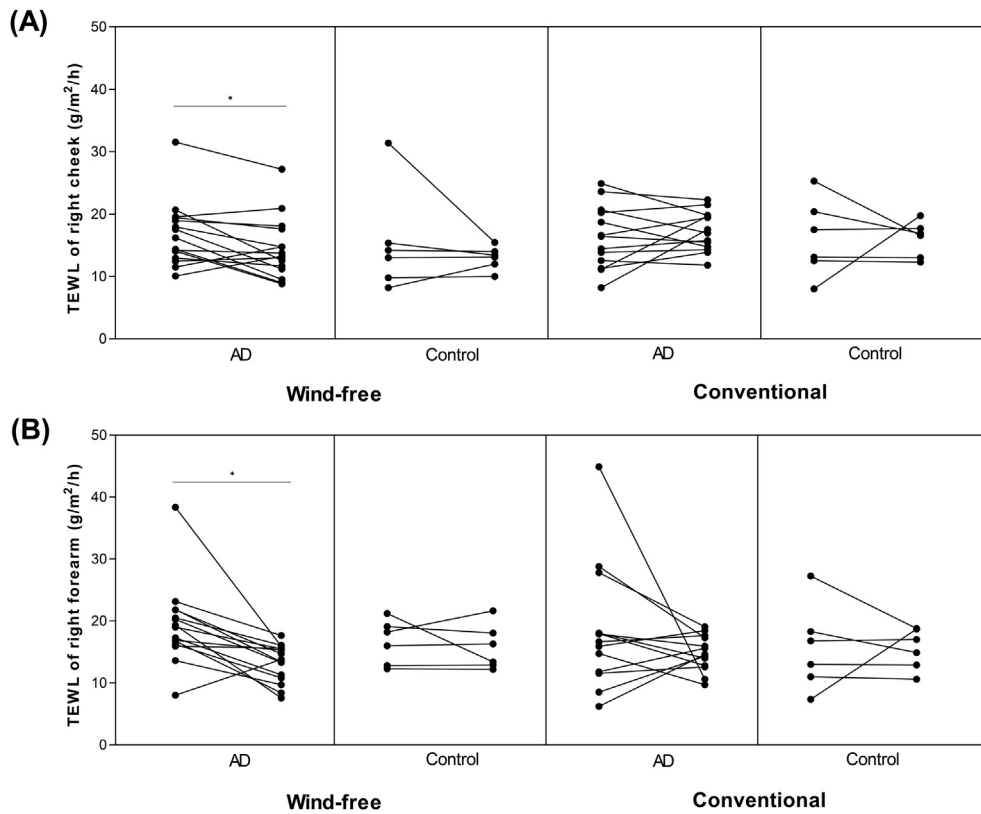 (A)
TEWL of right cheek (g/m²/h)
50
40
30
20
10
0
*
AD
Control
AD
Control
Wind-free
Conventional
(B)
TEWL of right forearm (g/m²/h)
50
40
30
20
10
0
*
AD
Control
AD
Control
Wind-free
Conventional